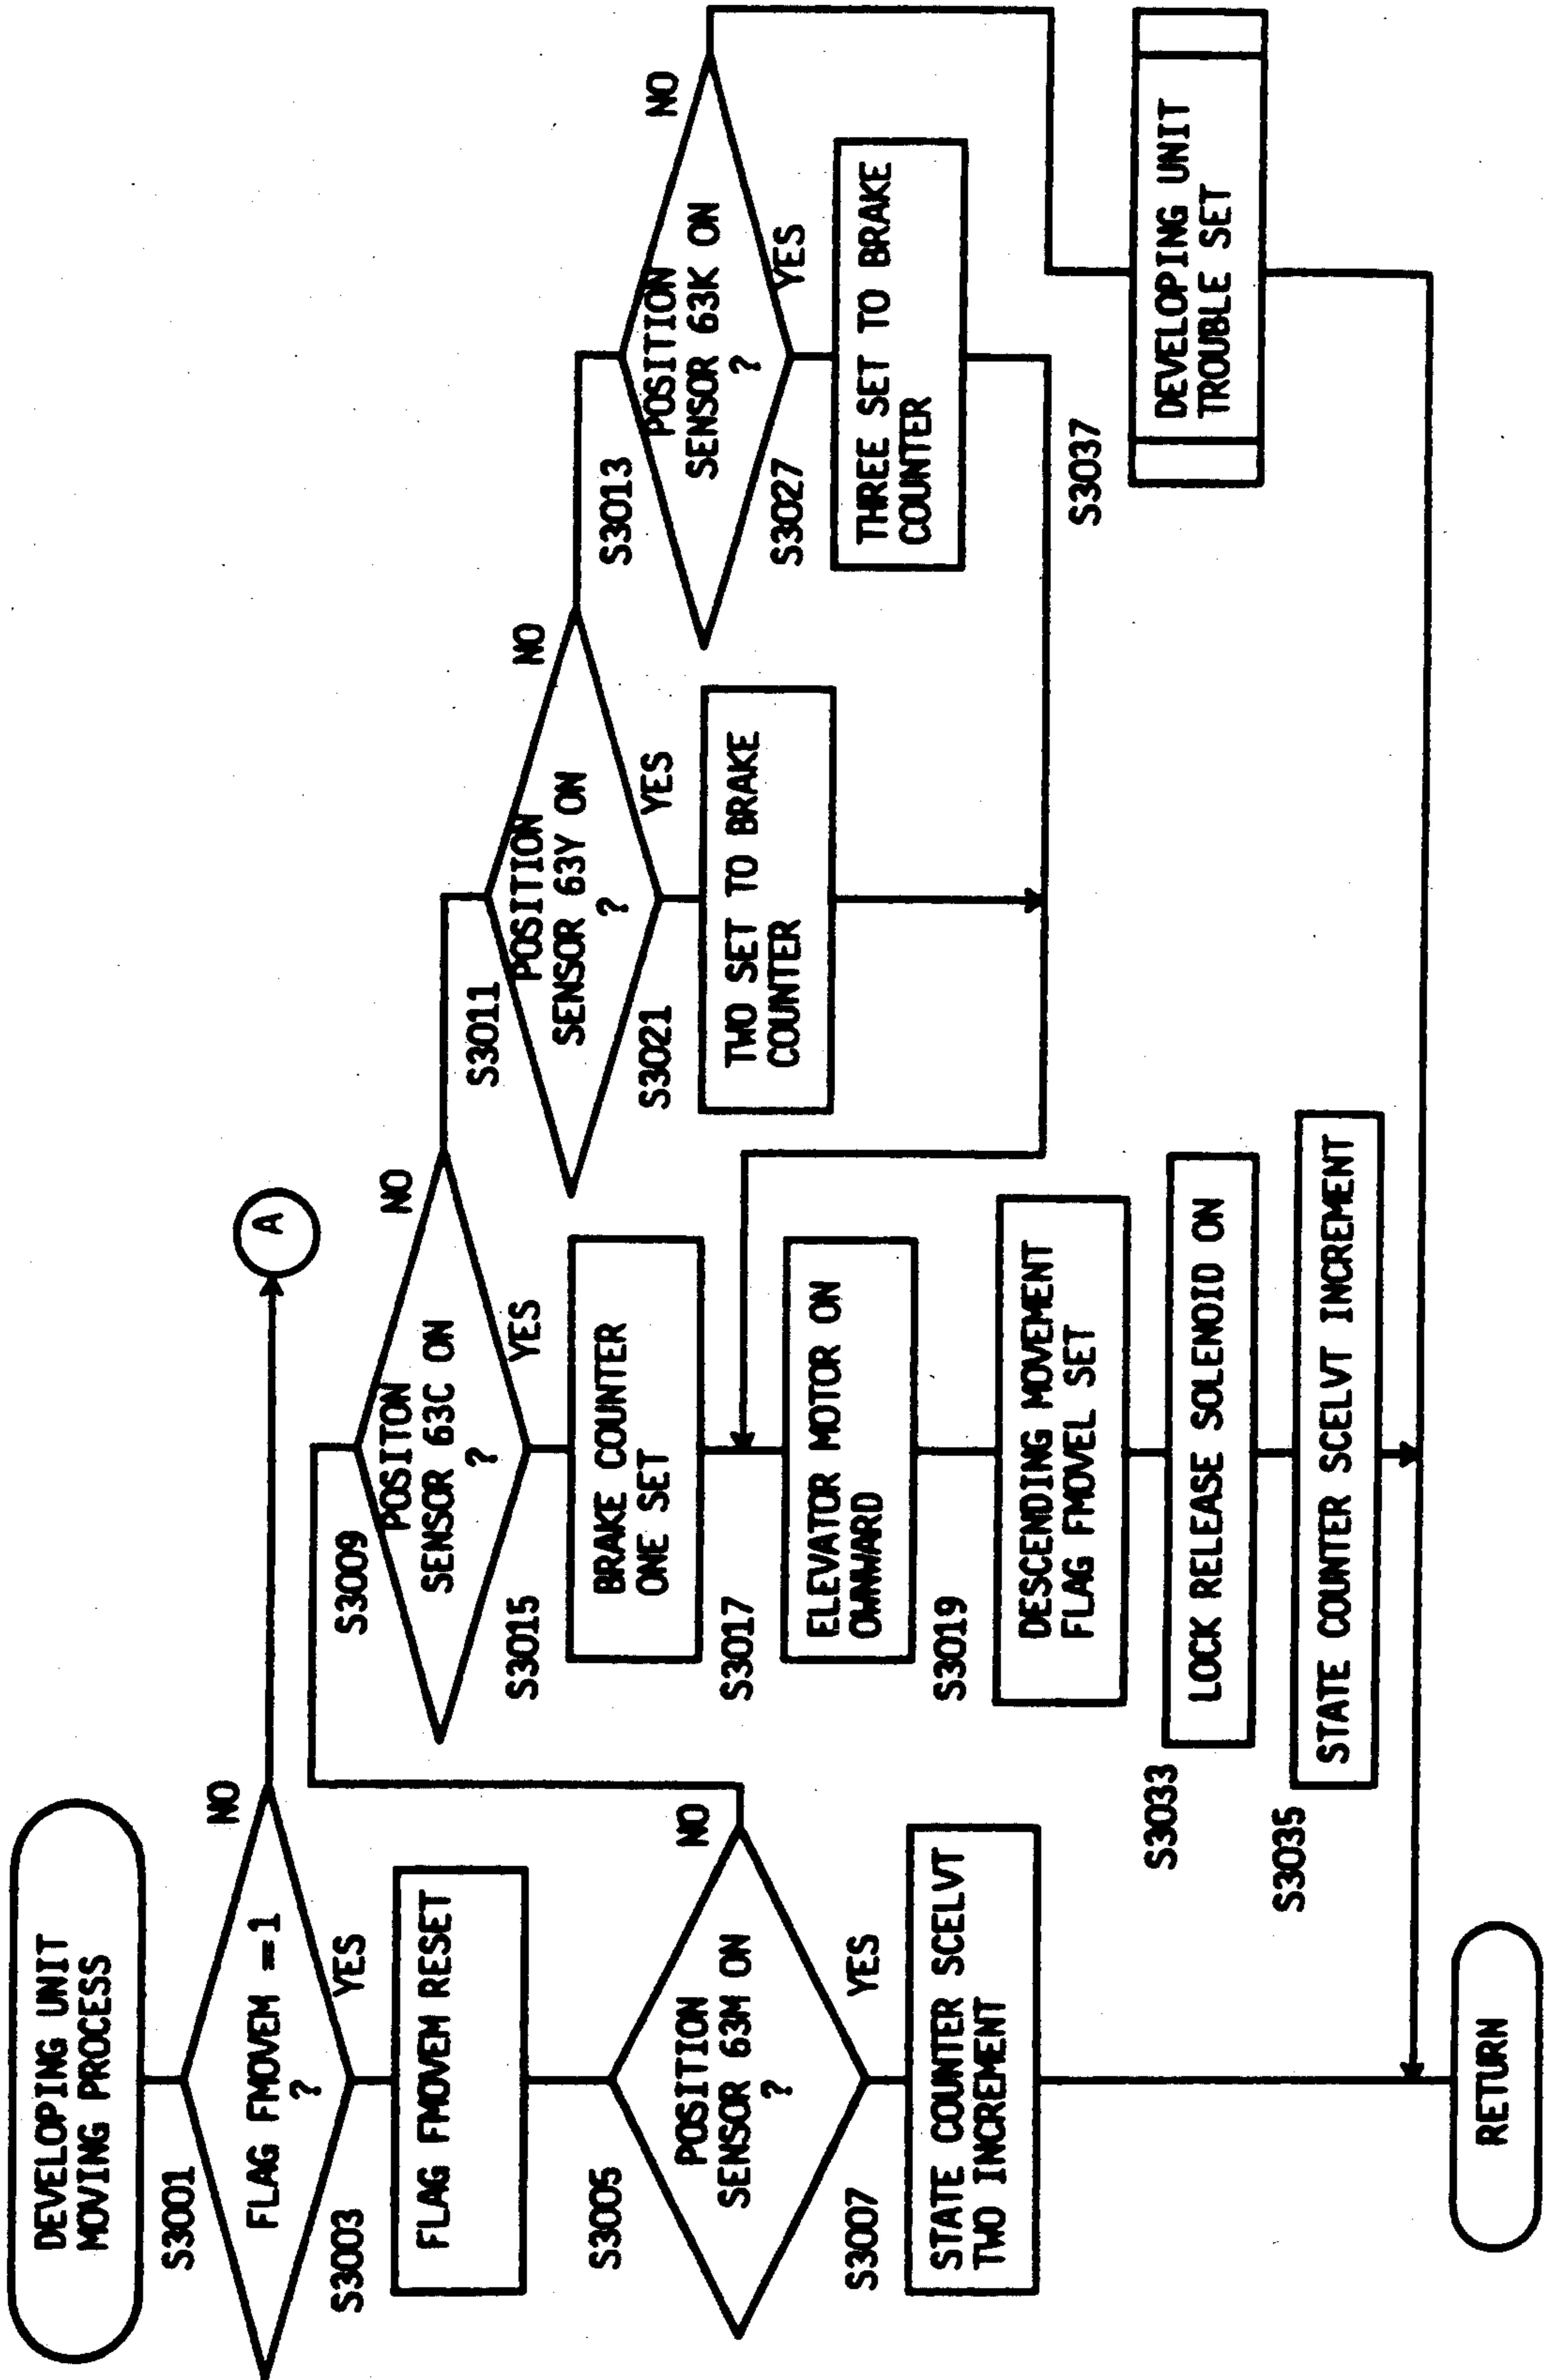 DEVELOPING UNIT
MOVING PROCESS
S3001
FLAG FMOVEM = 1
?
NO
A
YES
S3003
FLAG FMOVEM RESET
S3005
POSITION
SENSOR 63M ON
?
NO
YES
S3007
STATE COUNTER SCELVT
TWO INCREMENT
S3009
POSITON
SENSOR 63C ON
?
NO
YES
S3015
BRAKE COUNTER
ONE SET
S3017
ELEVATOR MOTOR ON
OWNWARD
S3019
DESCENDING MOVEMENT
FLAG FMOVEL SET
S3033
LOCK RELEASE SOLENOID ON
S3035
STATE COUNTER SCELVT INCREMENT
S3011
POSITION
SENSOR 63Y ON
?
NO
YES
S3021
TWO SET TO BRAKE
COUNTER
S3013
POSITION
SENSOR 63K ON
?
NO
YES
S3027
THREE SET TO BRAKE
COUNTER
S3037
DEVELOPING UNIT
TROUBLE SET
RETURN